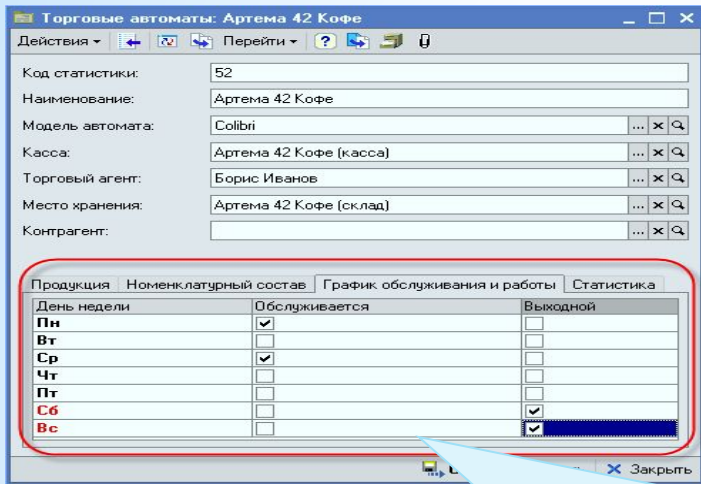 Торговые автоматы: Артема 42 Кофе
Действия Перейти
Код статистики: 52
Наименование: Артема 42 Кофе
Модель автомата: Colibri
Касса: Артема 42 Кофе (касса)
Торговый агент: Борис Иванов
Место хранения: Артема 42 Кофе (склад)
Контрагент:
Продукция Номенклатурный состав График обслуживания и работы Статистика
День недели Обслуживается Выходной
Пн
Вт
Ср
Чт
Пт
Сб
Вс
Закрыть